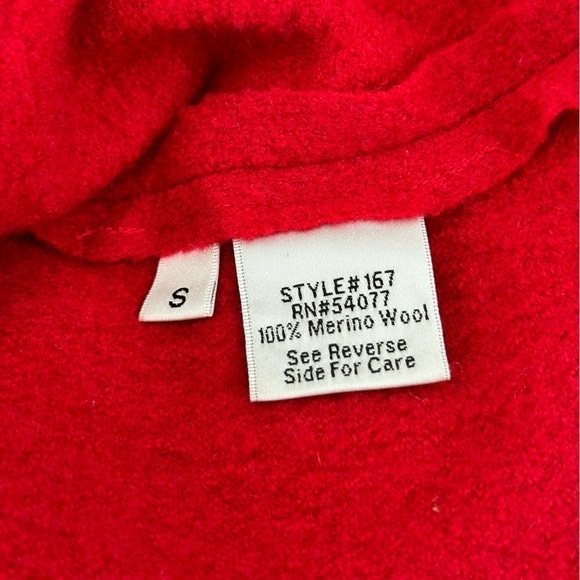 S
STYLE#167
RN#54077
100% Merino Wool
See Reverse
Side For Care